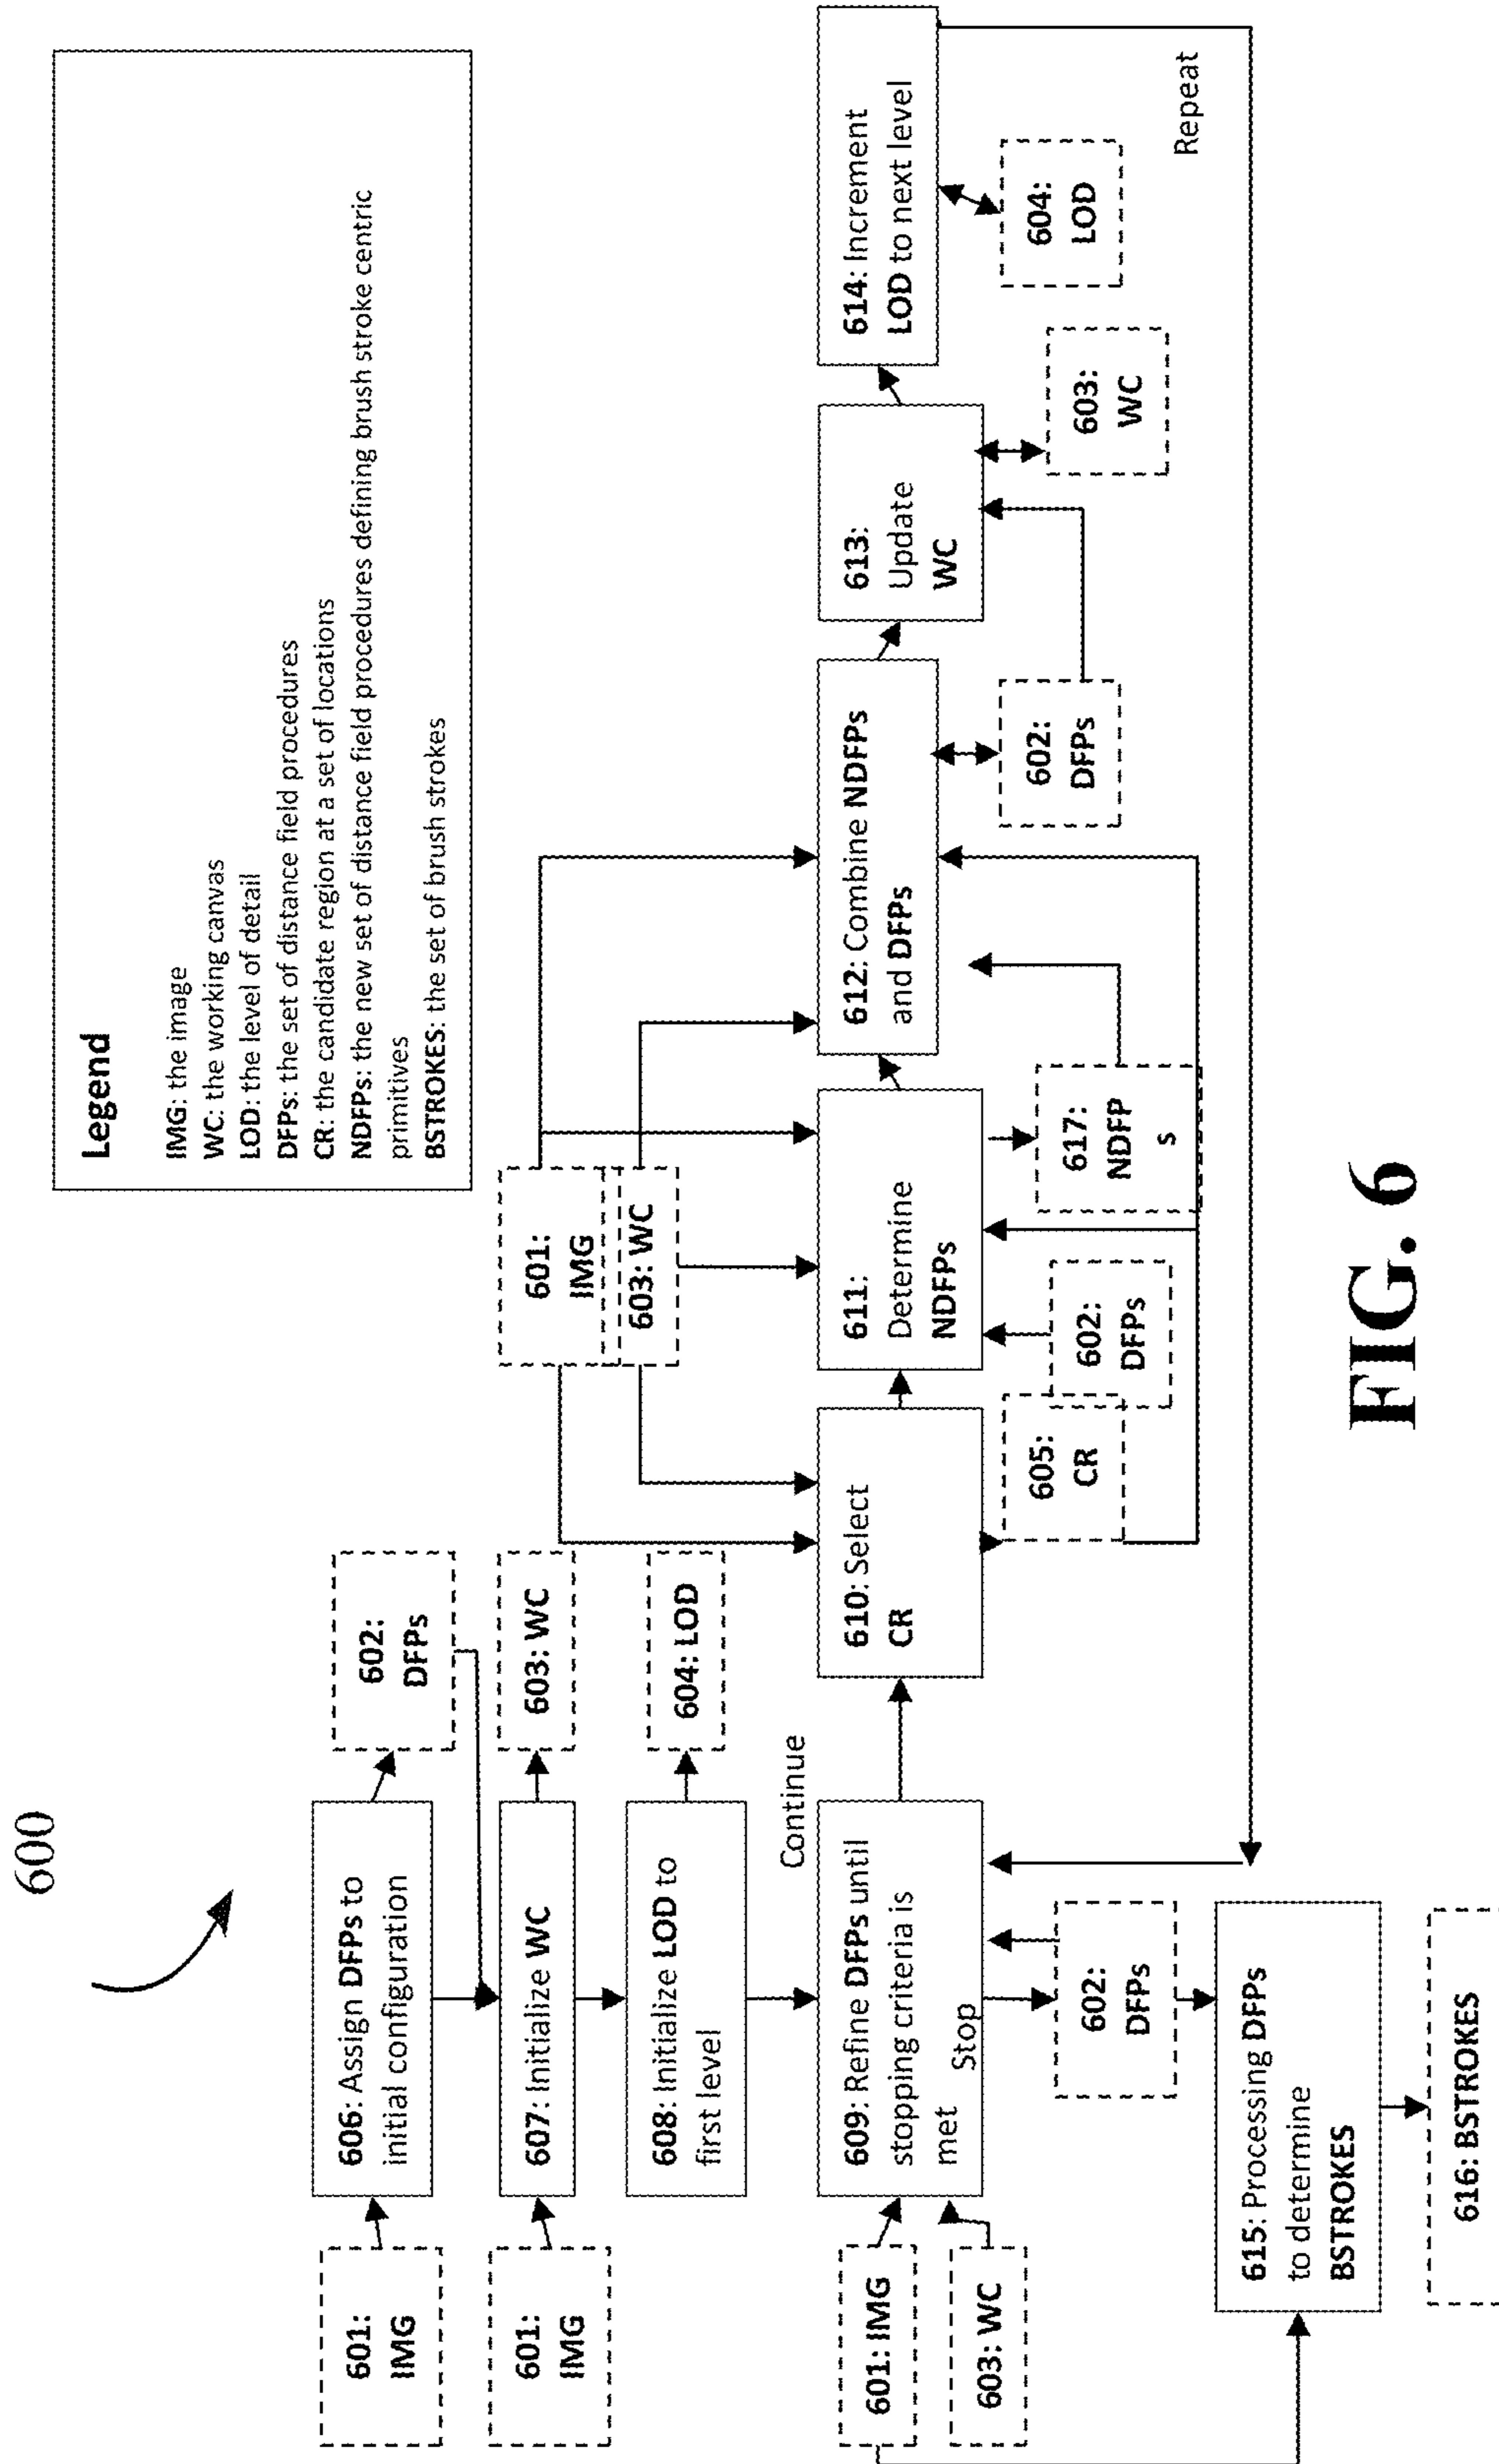 600
Legend
IMG: the image
WC: the working canvas
LOD: the level of detail
DFPs: the set of distance field procedures
CR: the candidate region at a set of locations
NDFPs: the new set of distance field procedures defining brush stroke centric
primitives
BSTROKES: the set of brush strokes
601:
IMG
606: Assign DFPs to
initial configuration
602:
DFPs
601:
IMG
607: Initialize WC
603: WC
608: Initialize LOD to
first level
604: LOD
601:
IMG
603: WC
601: IMG
603: WC
609: Refine DFPs until
stopping criteria is
met
Stop
Continue
610: Select
CR
611:
Determine
NDFPs
612: Combine NDFPs
and DFPs
613:
Update
WC
614: Increment
LOD to next level
602:
DFPs
605:
CR
602:
DFPs
617:
NDFP
s
602:
DFPs
603:
WC
604:
LOD
Repeat
615: Processing DFPs
to determine
BSTROKES
616: BSTROKES
FIG. 6